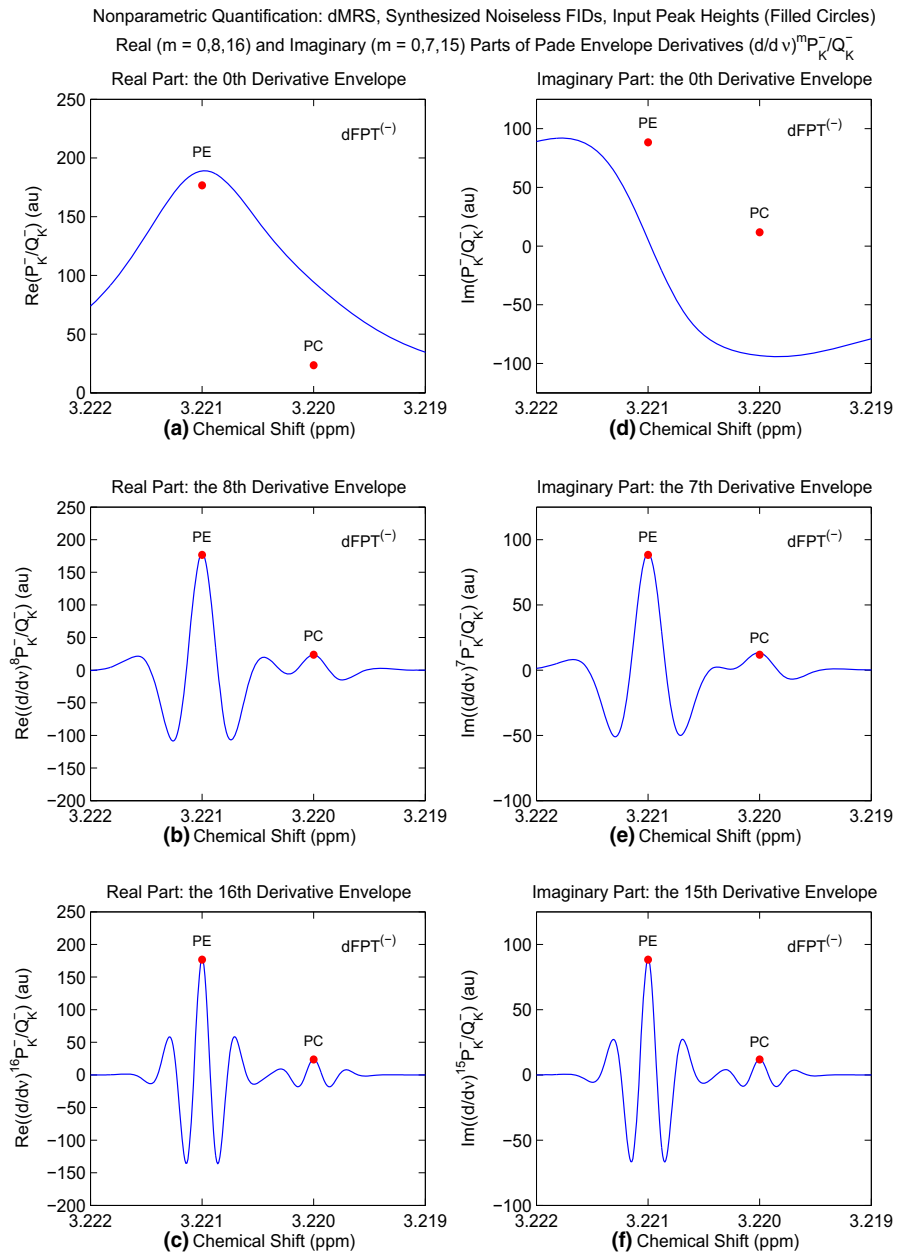 Nonparametric Quantification: dMRS, Synthesized Noiseless FIDs, Input Peak Heights (Filled Circles)
Real (m = 0,8,16) and Imaginary (m = 0,7,15) Parts of Pade Envelope Derivatives (d/d ν)^m P_K^−/Q_K^−
Real Part: the 0th Derivative Envelope
Re(P_K^−/Q_K^−) (au)
250
200
150
100
50
0
dFPT^(−)
PE
PC
3.222 3.221 3.220 3.219
(a) Chemical Shift (ppm)
Imaginary Part: the 0th Derivative Envelope
Im(P_K^−/Q_K^−) (au)
100
50
0
−50
−100
dFPT^(−)
PE
PC
3.222 3.221 3.220 3.219
(d) Chemical Shift (ppm)
Real Part: the 8th Derivative Envelope
Re((d/dν)^8 P_K^−/Q_K^−) (au)
250
200
150
100
50
0
−50
−100
−150
−200
dFPT^(−)
PE
PC
3.222 3.221 3.220 3.219
(b) Chemical Shift (ppm)
Imaginary Part: the 7th Derivative Envelope
Im((d/dν)^7 P_K^−/Q_K^−) (au)
100
50
0
−50
−100
dFPT^(−)
PE
PC
3.222 3.221 3.220 3.219
(e) Chemical Shift (ppm)
Real Part: the 16th Derivative Envelope
Re((d/dν)^16 P_K^−/Q_K^−) (au)
250
200
150
100
50
0
−50
−100
−150
−200
dFPT^(−)
PE
PC
3.222 3.221 3.220 3.219
(c) Chemical Shift (ppm)
Imaginary Part: the 15th Derivative Envelope
Im((d/dν)^15 P_K^−/Q_K^−) (au)
100
50
0
−50
−100
dFPT^(−)
PE
PC
3.222 3.221 3.220 3.219
(f) Chemical Shift (ppm)